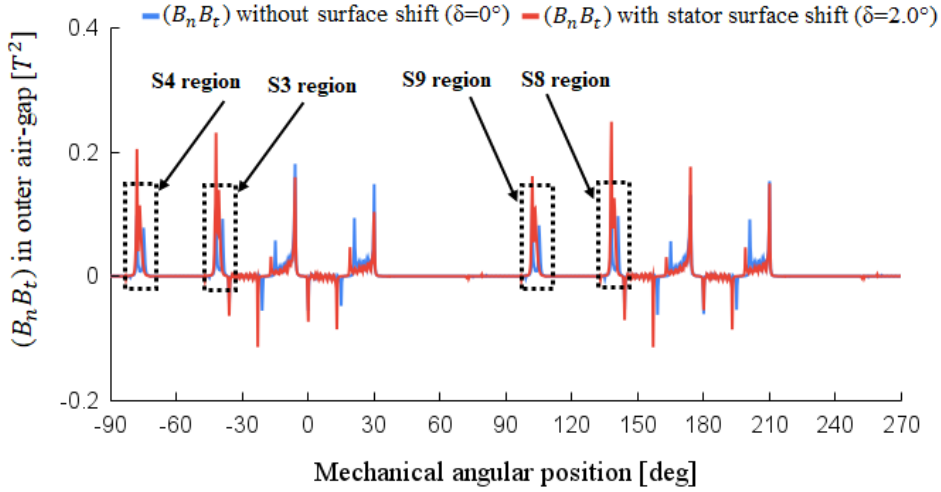 (BnBt) without surface shift (δ=0°) (BnBt) with stator surface shift (δ=2.0°)
(BnBt) in outer air-gap [T²]
0.4
0.2
0
-0.2
S4 region
S3 region
S9 region
S8 region
-90 -60 -30 0 30 60 90 120 150 180 210 240 270
Mechanical angular position [deg]